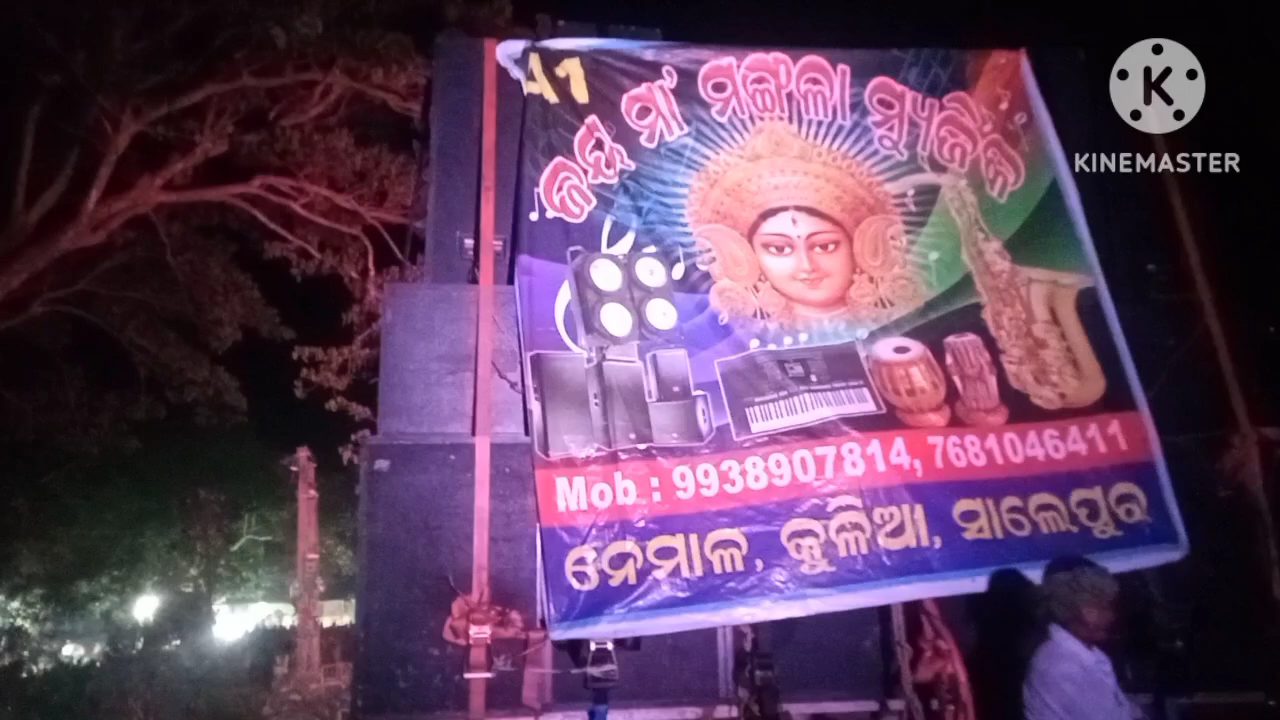 A1
ଜୟ ମା' ମଙ୍ଗଳା ମ୍ୟୁଜିକ୍
Mob : 9938907814, 7681046411
ନେମାଳ, କୁଳିଆ, ସାଲେପୁର
K
KINEMASTER